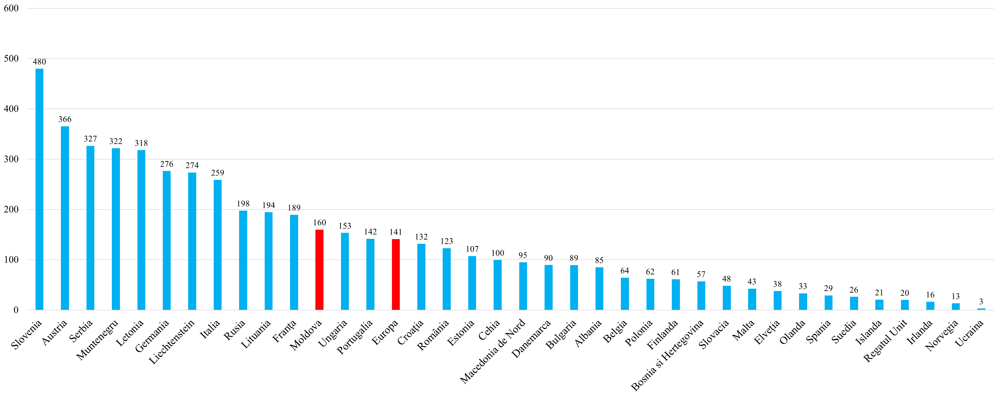 600
500
400
300
200
100
0
480
366
327
322
318
276
274
259
198
194
189
160
153
142
141
132
123
107
100
95
90
89
85
64
62
61
57
48
43
38
33
29
26
21
20
16
13
3
Slovenia
Austria
Serbia
Muntenegru
Letonia
Germania
Liechtenstein
Italia
Rusia
Lituania
Franţa
Moldova
Ungaria
Portugalia
Europa
Croaţia
România
Estonia
Cehia
Macedonia de Nord
Danemarca
Bulgaria
Albania
Belgia
Polonia
Finlanda
Bosnia si Hertegovina
Slovacia
Malta
Elveţia
Olanda
Spania
Suedia
Islanda
Regatul Unit
Irlanda
Norvegia
Ucraina